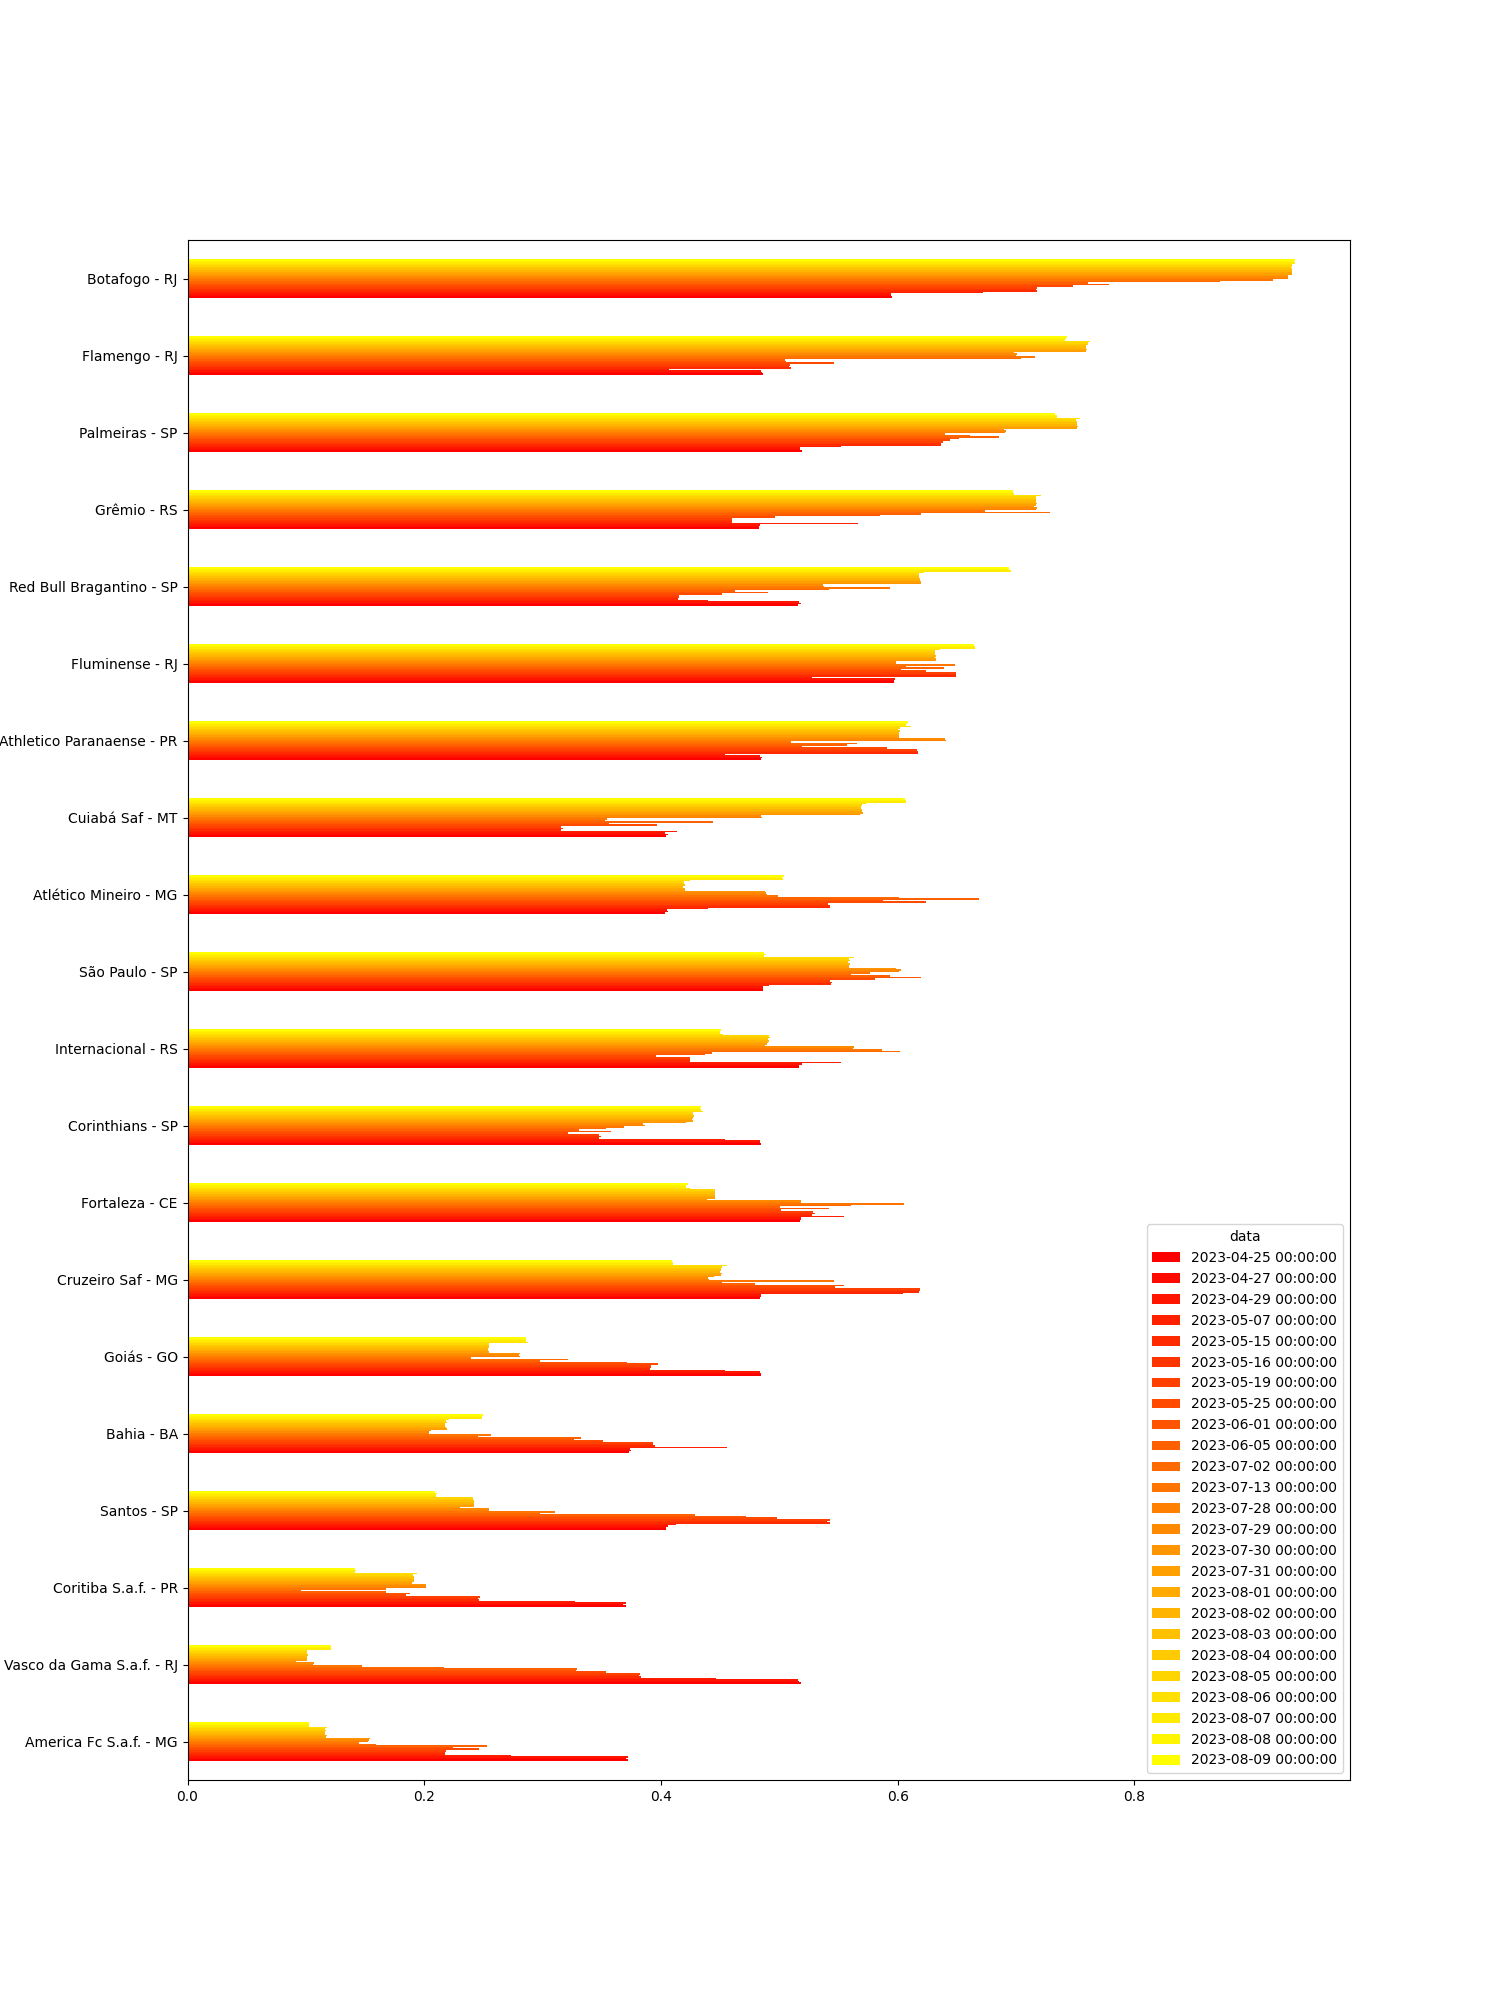 Botafogo - RJ
Flamengo - RJ
Palmeiras - SP
Grêmio - RS
Red Bull Bragantino - SP
Fluminense - RJ
Athletico Paranaense - PR
Cuiabá Saf - MT
Atlético Mineiro - MG
São Paulo - SP
Internacional - RS
Corinthians - SP
Fortaleza - CE
Cruzeiro Saf - MG
Goiás - GO
Bahia - BA
Santos - SP
Coritiba S.a.f. - PR
Vasco da Gama S.a.f. - RJ
America Fc S.a.f. - MG
0.0 0.2 0.4 0.6 0.8
data
2023-04-25 00:00:00
2023-04-27 00:00:00
2023-04-29 00:00:00
2023-05-07 00:00:00
2023-05-15 00:00:00
2023-05-16 00:00:00
2023-05-19 00:00:00
2023-05-25 00:00:00
2023-06-01 00:00:00
2023-06-05 00:00:00
2023-07-02 00:00:00
2023-07-13 00:00:00
2023-07-28 00:00:00
2023-07-29 00:00:00
2023-07-30 00:00:00
2023-07-31 00:00:00
2023-08-01 00:00:00
2023-08-02 00:00:00
2023-08-03 00:00:00
2023-08-04 00:00:00
2023-08-05 00:00:00
2023-08-06 00:00:00
2023-08-07 00:00:00
2023-08-08 00:00:00
2023-08-09 00:00:00